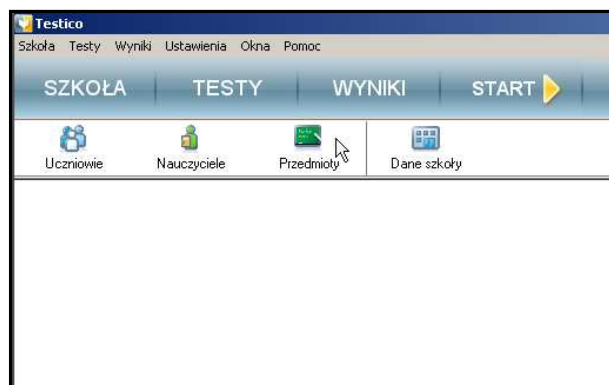 Testico
Szkoła Testy Wyniki Ustawienia Okna Pomoc
SZKOŁA TESTY WYNIKI START
Uczniowie Nauczyciele Przedmioty Dane szkoły